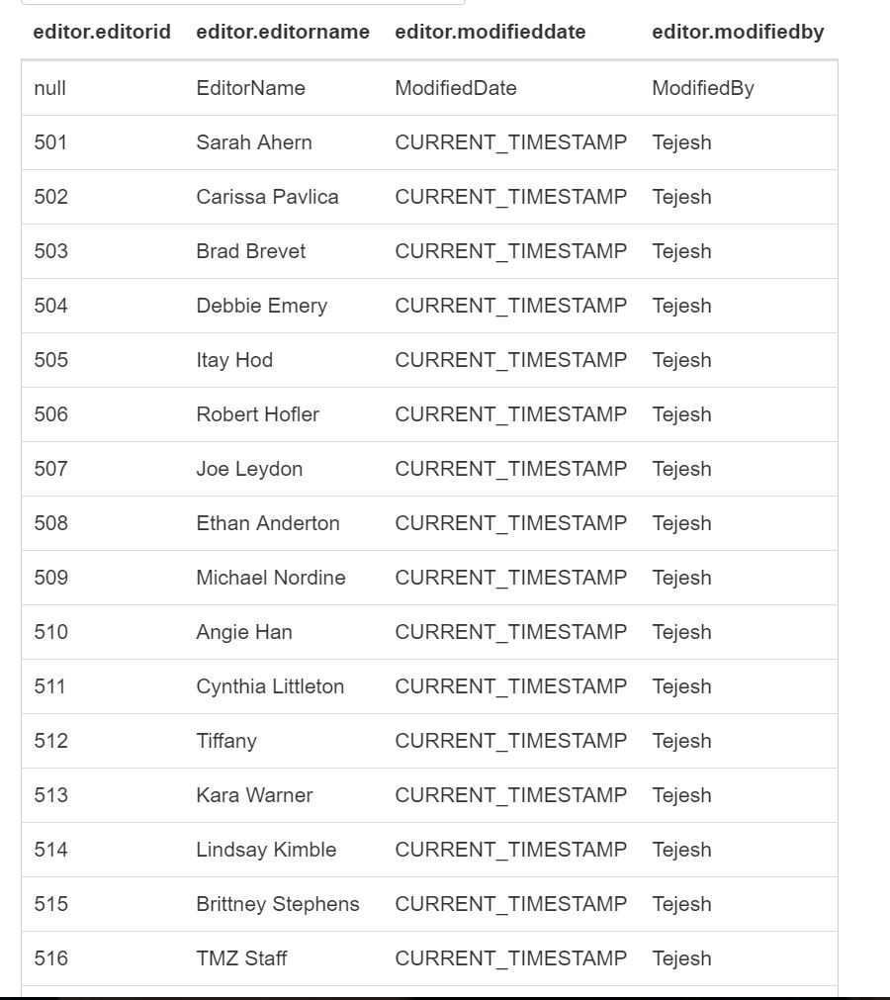 editor.editorid editor.editorname editor.modifieddate editor.modifiedby
null EditorName ModifiedDate ModifiedBy
501 Sarah Ahern CURRENT_TIMESTAMP Tejesh
502 Carissa Pavlica CURRENT_TIMESTAMP Tejesh
503 Brad Brevet CURRENT_TIMESTAMP Tejesh
504 Debbie Emery CURRENT_TIMESTAMP Tejesh
505 Itay Hod CURRENT_TIMESTAMP Tejesh
506 Robert Hofler CURRENT_TIMESTAMP Tejesh
507 Joe Leydon CURRENT_TIMESTAMP Tejesh
508 Ethan Anderton CURRENT_TIMESTAMP Tejesh
509 Michael Nordine CURRENT_TIMESTAMP Tejesh
510 Angie Han CURRENT_TIMESTAMP Tejesh
511 Cynthia Littleton CURRENT_TIMESTAMP Tejesh
512 Tiffany CURRENT_TIMESTAMP Tejesh
513 Kara Warner CURRENT_TIMESTAMP Tejesh
514 Lindsay Kimble CURRENT_TIMESTAMP Tejesh
515 Brittney Stephens CURRENT_TIMESTAMP Tejesh
516 TMZ Staff CURRENT_TIMESTAMP Tejesh